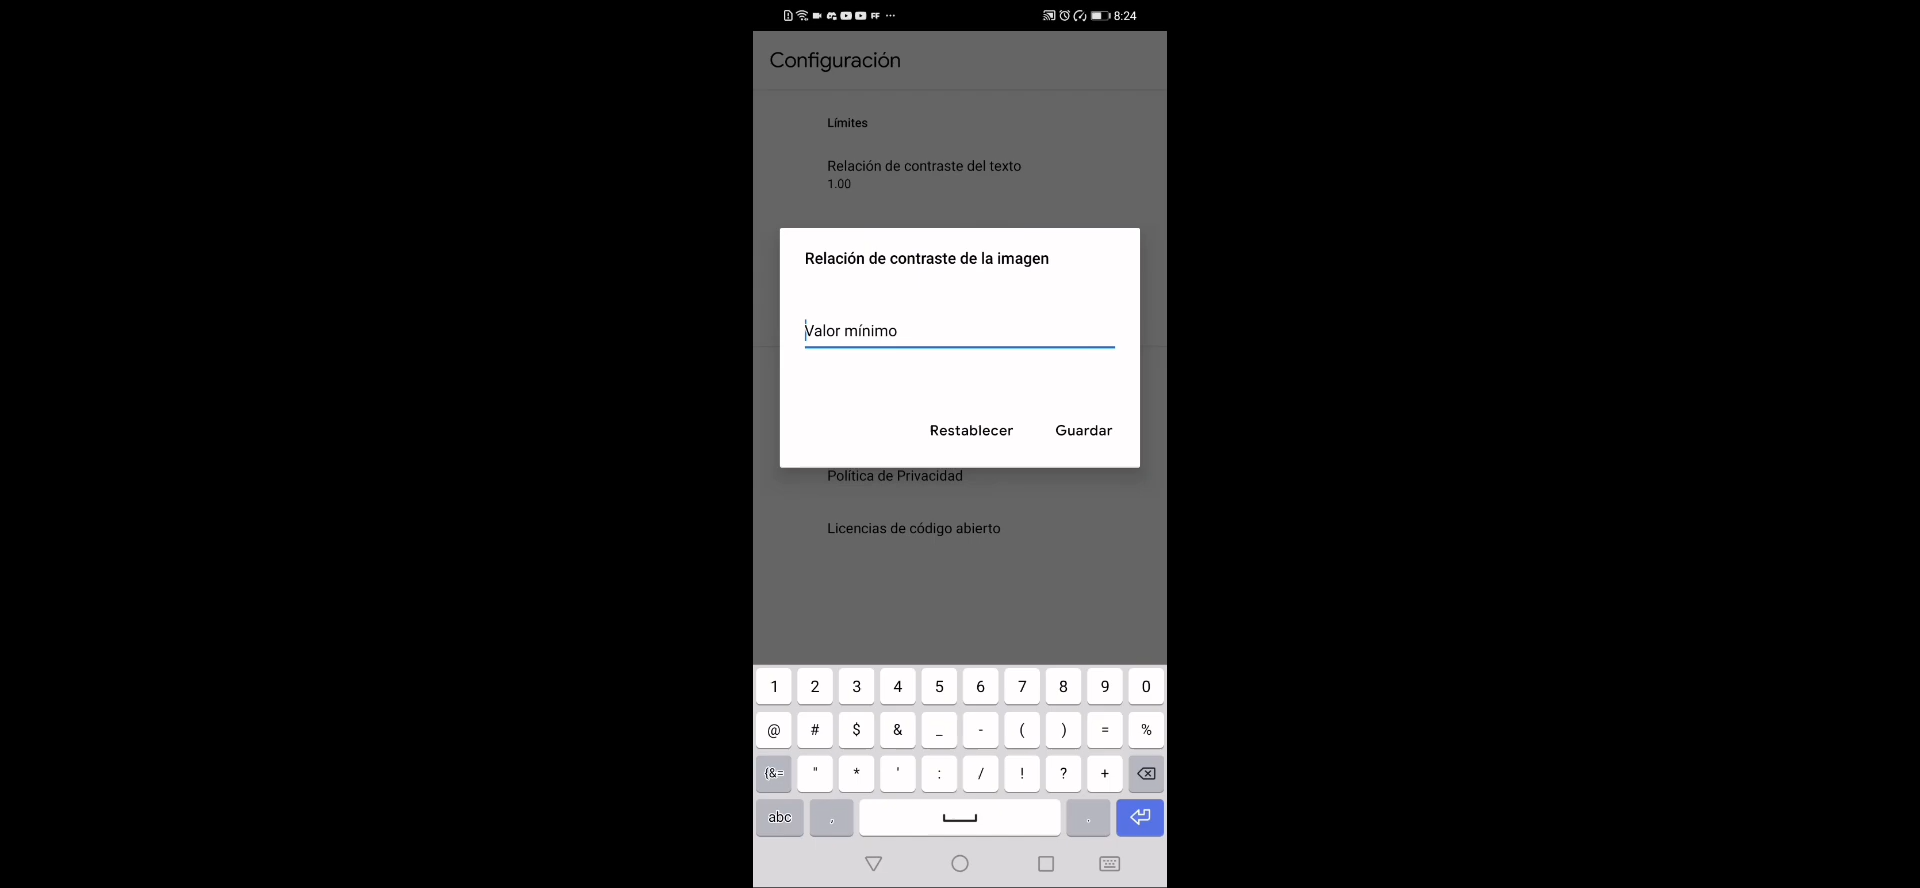 8:24
Configuración
Límites
Relación de contraste del texto
1.00
Relación de contraste de la imagen
Valor mínimo
Restablecer Guardar
Política de Privacidad
Licencias de código abierto
1 2 3 4 5 6 7 8 9 0
@ # $ & _ - ( ) = %
{&= " * ' : / ! ? +
abc , .